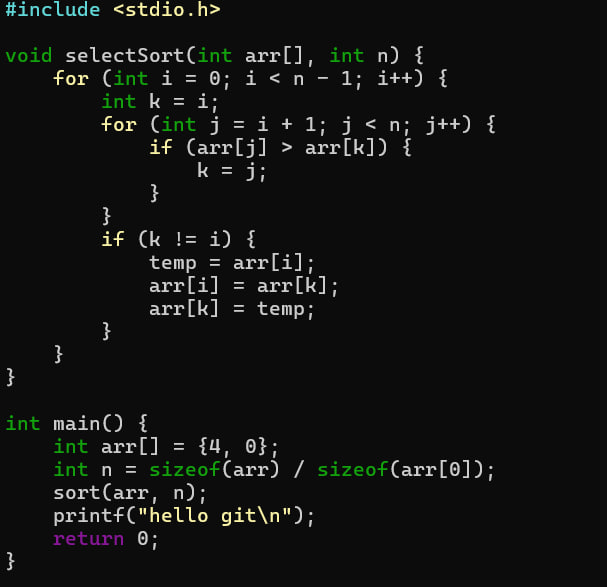 #include <stdio.h>

void selectSort(int arr[], int n) {
    for (int i = 0; i < n - 1; i++) {
        int k = i;
        for (int j = i + 1; j < n; j++) {
            if (arr[j] > arr[k]) {
                k = j;
            }
        }
        if (k != i) {
            temp = arr[i];
            arr[i] = arr[k];
            arr[k] = temp;
        }
    }
}

int main() {
    int arr[] = {4, 0};
    int n = sizeof(arr) / sizeof(arr[0]);
    sort(arr, n);
    printf("hello git\n");
    return 0;
}